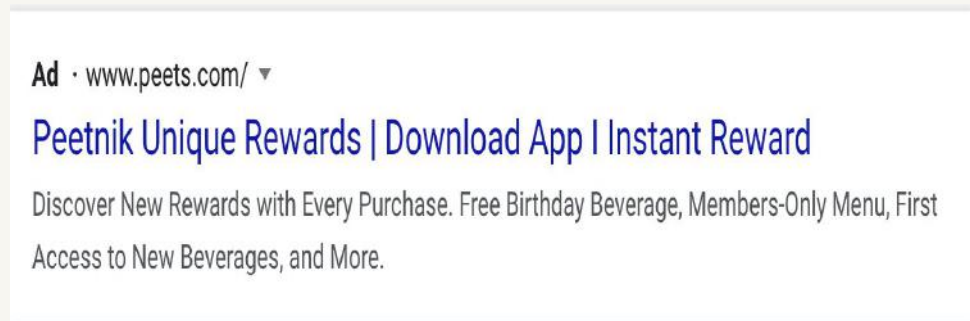 Ad · www.peets.com/ ▼
Peetnik Unique Rewards | Download App I Instant Reward
Discover New Rewards with Every Purchase. Free Birthday Beverage, Members-Only Menu, First
Access to New Beverages, and More.